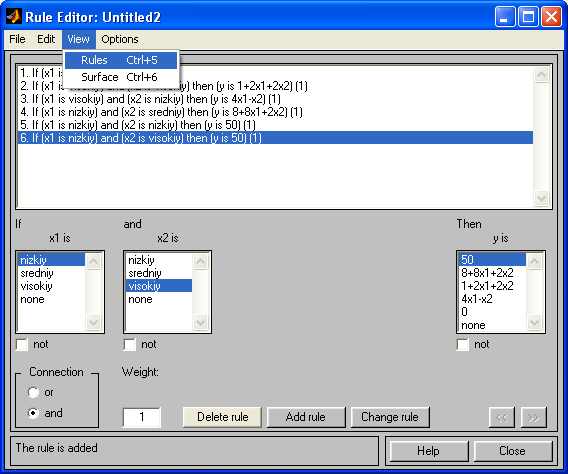 Rule Editor: Untitled2
File Edit View Options
Rules Ctrl+5
Surface Ctrl+6
1. If (x1 is
2. If (x1 is then (y is 1+2x1+2x2) (1)
3. If (x1 is visokiy) and (x2 is nizkiy) then (y is 4x1-x2) (1)
4. If (x1 is nizkiy) and (x2 is sredniy) then (y is 8+8x1+2x2) (1)
5. If (x1 is nizkiy) and (x2 is nizkiy) then (y is 50) (1)
6. If (x1 is nizkiy) and (x2 is visokiy) then (y is 50) (1)
If and Then
x1 is x2 is y is
nizkiy nizkiy 50
sredniy sredniy 8+8x1+2x2
visokiy visokiy 1+2x1+2x2
none none 4x1-x2
0
none
not not not
Connection Weight:
or
and 1 Delete rule Add rule Change rule << >>
The rule is added Help Close